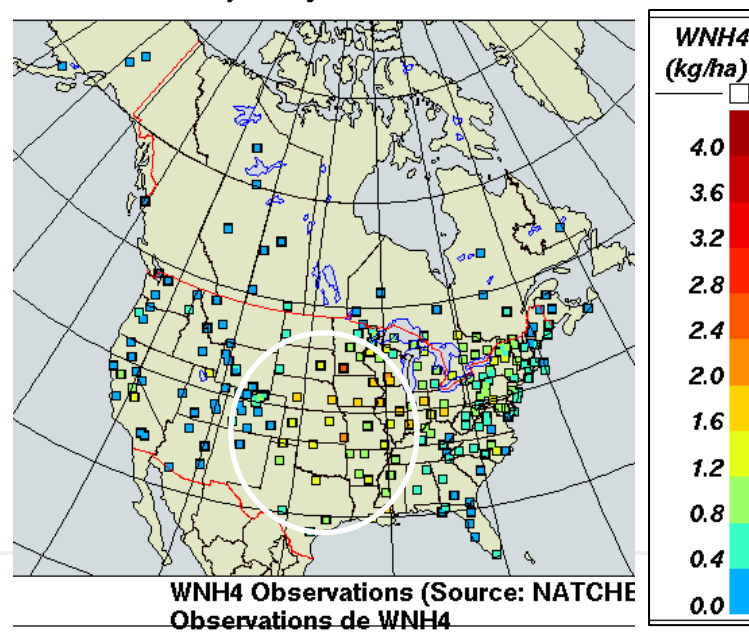 WNH4
(kg/ha)
4.0
3.6
3.2
2.8
2.4
2.0
1.6
1.2
0.8
0.4
0.0
WNH4 Observations (Source: NATCHE
Observations de WNH4